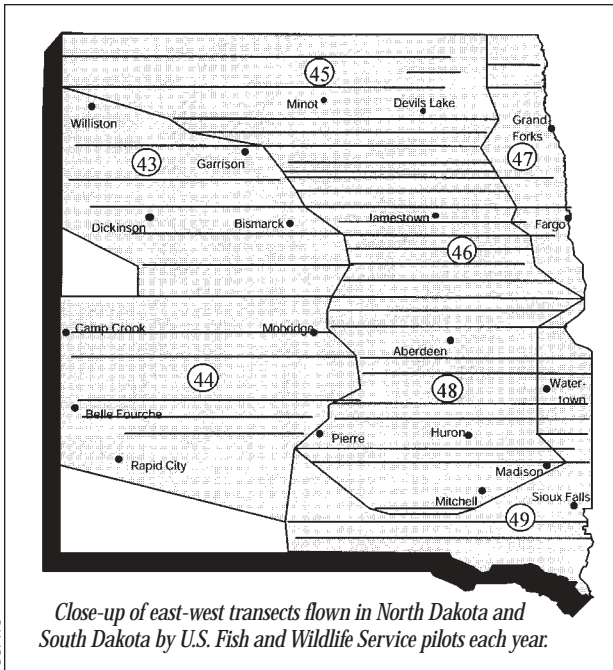 45
Minot
Devils Lake
Williston
Grand
Forks
47
43
Garrison
Dickinson
Bismarck
Jamestown
Fargo
46
Camp Crook
Mobridge
Aberdeen
44
48
Water-
town
Belle Fourche
Pierre
Huron
Rapid City
Madison
Mitchell
Sioux Falls
49
Close-up of east-west transects flown in North Dakota and
South Dakota by U.S. Fish and Wildlife Service pilots each year.